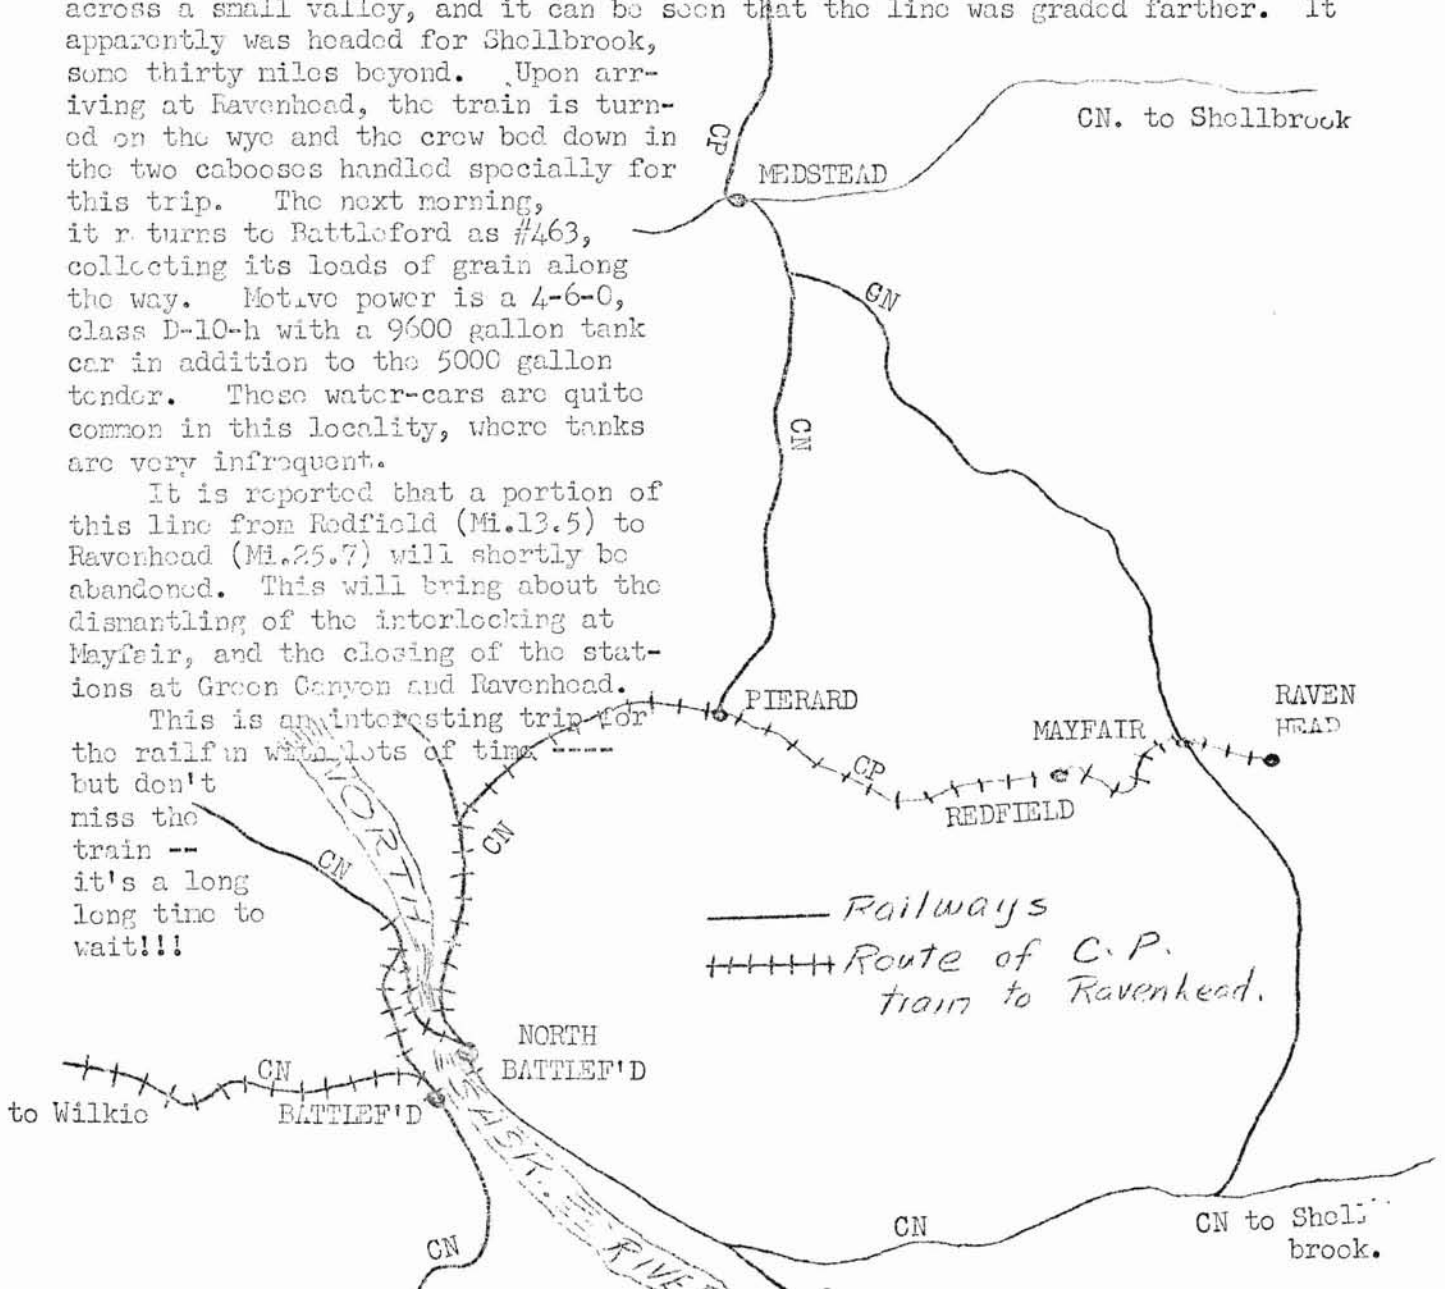 across a small valley, and it can be seen that the line was graded farther. It
apparently was headed for Shellbrook,
some thirty miles beyond. Upon arr-
iving at Ravenhead, the train is turn-
ed on the wye and the crew bed down in
the two cabooses handled specially for
this trip. The next morning,
it r turns to Battleford as #463,
collecting its loads of grain along
the way. Motive power is a 4-6-0,
class D-10-h with a 9600 gallon tank
car in addition to the 5000 gallon
tender. These water-cars are quite
common in this locality, where tanks
are very infrequent.
It is reported that a portion of
this line from Redfield (Mi.13.5) to
Ravenhead (Mi.25.7) will shortly be
abandoned. This will bring about the
dismantling of the interlocking at
Mayfair, and the closing of the stat-
ions at Green Canyon and Ravenhead.
This is an interesting trip for
the railfan with lots of time -----
but don't
miss the
train --
it's a long
long time to
wait!!!
CP
CN. to Shellbrook
MEDSTEAD
CN
CN
PIERARD
MAYFAIR
RAVEN
HEAD
CP
REDFIELD
CN
CN
NORTH
Railways
Route of C.P.
train to Ravenhead.
NORTH
BATTLEF'D
CN
to Wilkie
BATTLEF'D
SASK. RIVER
CN
CN
CN to Shell
brook.